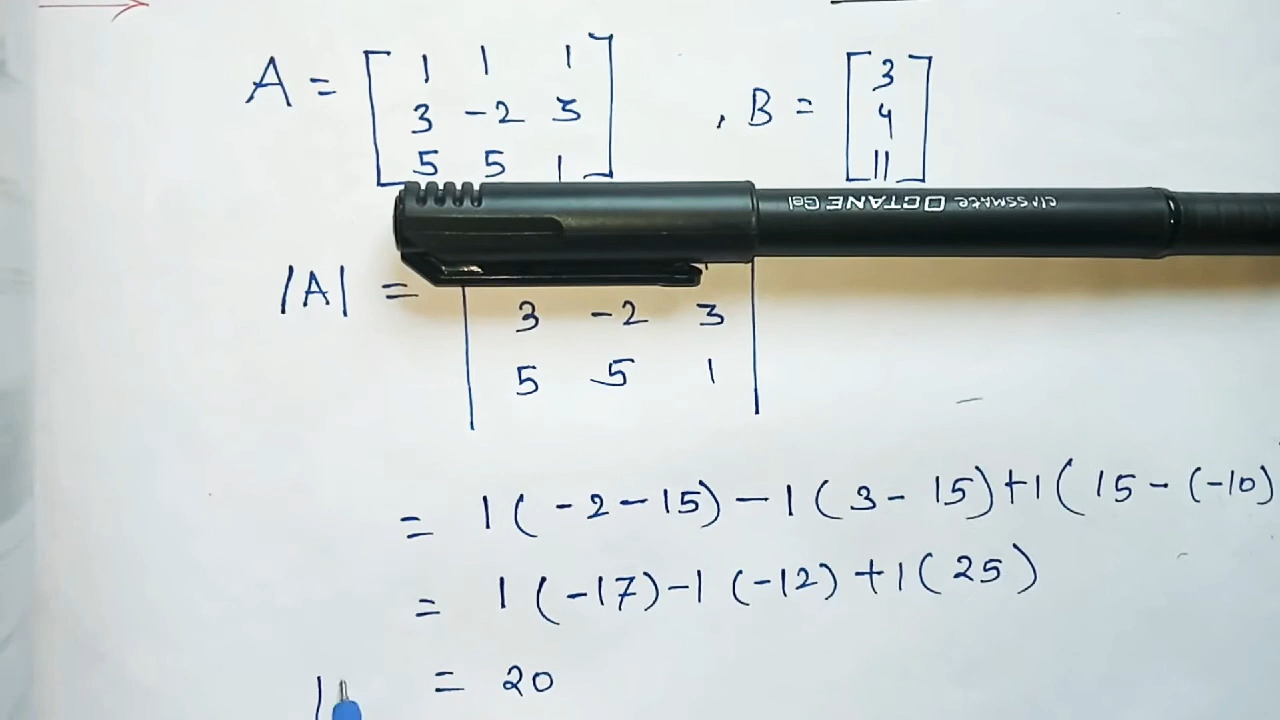 A = [ 1 1 1 , B = [ 3
3 -2 3 4
5 5 1 ] 11 ]
classmate OCTANE Gel
|A| =
3 -2 3
5 5 1
= 1 ( -2 - 15) - 1 ( 3 - 15) + 1 ( 15 - (-10)
= 1 (-17) - 1 (-12) + 1 ( 25 )
= 20